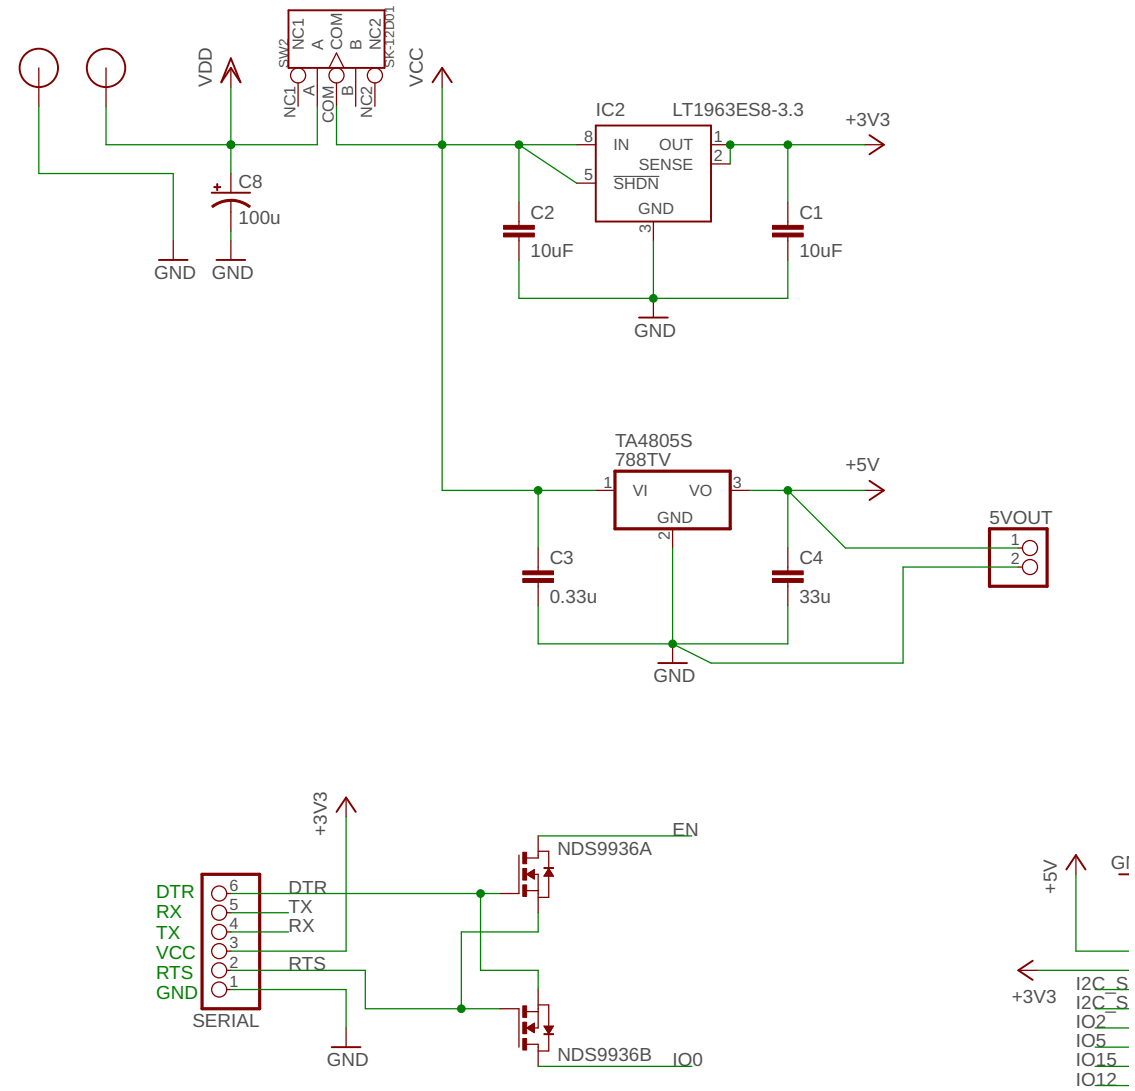 NC1
A
COM
B
NC2
SW2
SK-12D01
NC1
A
COM
B
NC2
VDD
VCC
C8
100u
GND
GND
IC2
LT1963ES8-3.3
8
IN
OUT
1
SENSE
2
5
SHDN
GND
3
+3V3
C2
10uF
C1
10uF
GND
TA4805S
788TV
1
VI
VO
3
GND
2
+5V
C3
0.33u
C4
33u
GND
5VOUT
1
2
+3V3
DTR
6
DTR
RX
5
TX
TX
4
RX
VCC
3
RTS
2
RTS
GND
1
SERIAL
GND
EN
NDS9936A
NDS9936B
IO0
+5V
+3V3
I2C_S
I2C_S
IO2
IO5
IO15
IO12